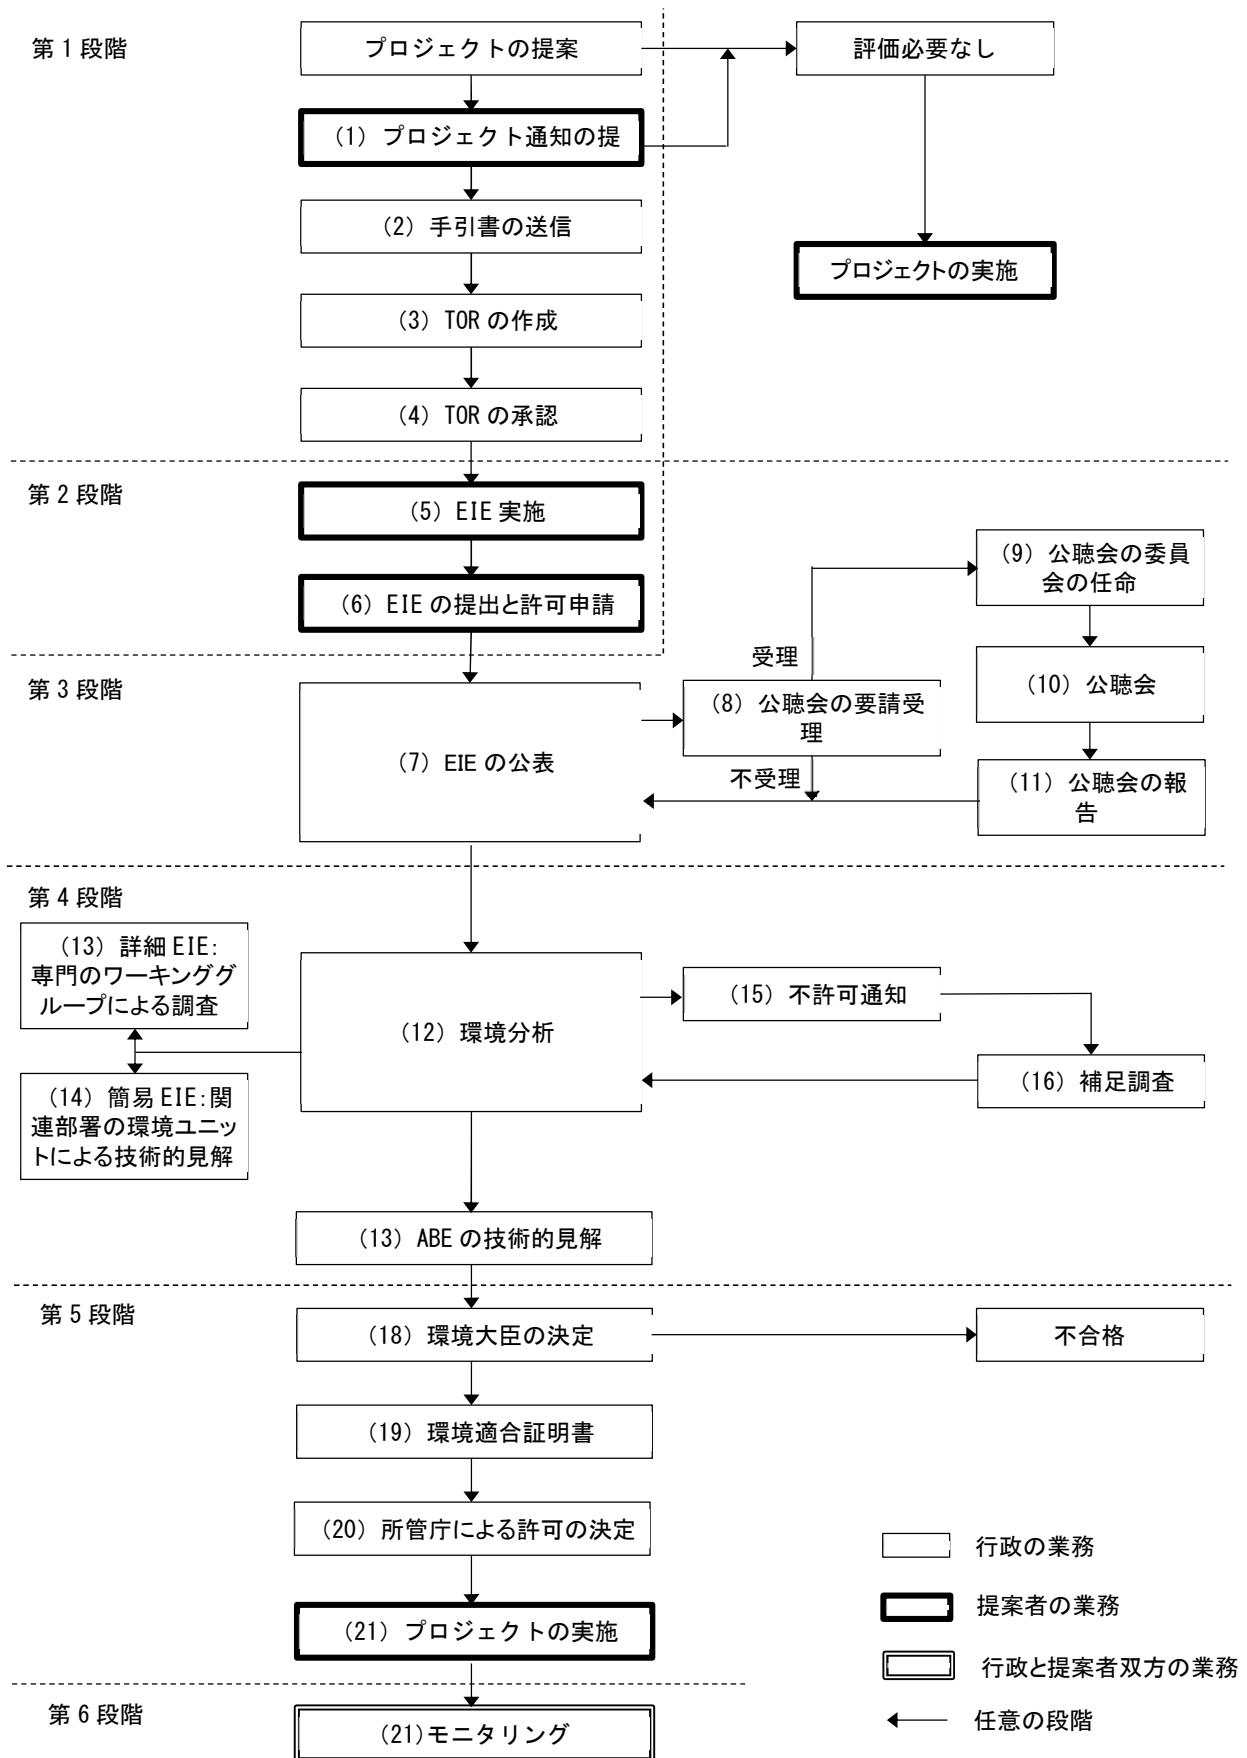 第1段階
プロジェクトの提案
評価必要なし
(1) プロジェクト通知の提
(2) 手引書の送信
プロジェクトの実施
(3) TOR の作成
(4) TOR の承認
第2段階
(5) EIE 実施
(6) EIE の提出と許可申請
(9) 公聴会の委員
会の任命
受理
第3段階
(7) EIE の公表
(8) 公聴会の要請受
理
不受理
(10) 公聴会
(11) 公聴会の報
告
第4段階
(13) 詳細 EIE:
専門のワーキンググ
ループによる調査
(12) 環境分析
(15) 不許可通知
(16) 補足調査
(14) 簡易 EIE:関
連部署の環境ユニッ
トによる技術的見解
(13) ABE の技術的見解
第5段階
(18) 環境大臣の決定
不合格
(19) 環境適合証明書
(20) 所管庁による許可の決定
(21) プロジェクトの実施
第6段階
(21)モニタリング
行政の業務
提案者の業務
行政と提案者双方の業務
任意の段階